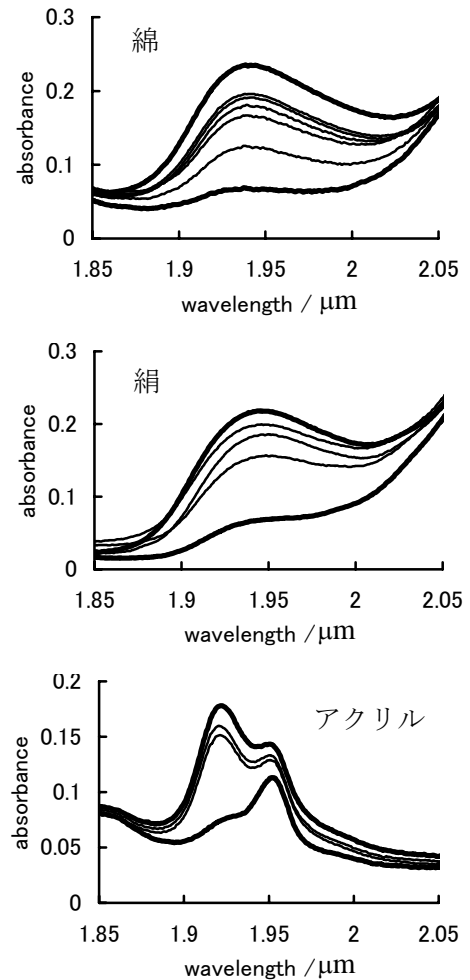 0.3
綿
0.2
absorbance
0.1
0
1.85 1.9 1.95 2 2.05
wavelength / μm
0.3
絹
0.2
absorbance
0.1
0
1.85 1.9 1.95 2 2.05
wavelength /μm
0.2
アクリル
0.15
absorbance
0.1
0.05
0
1.85 1.9 1.95 2 2.05
wavelength / μm